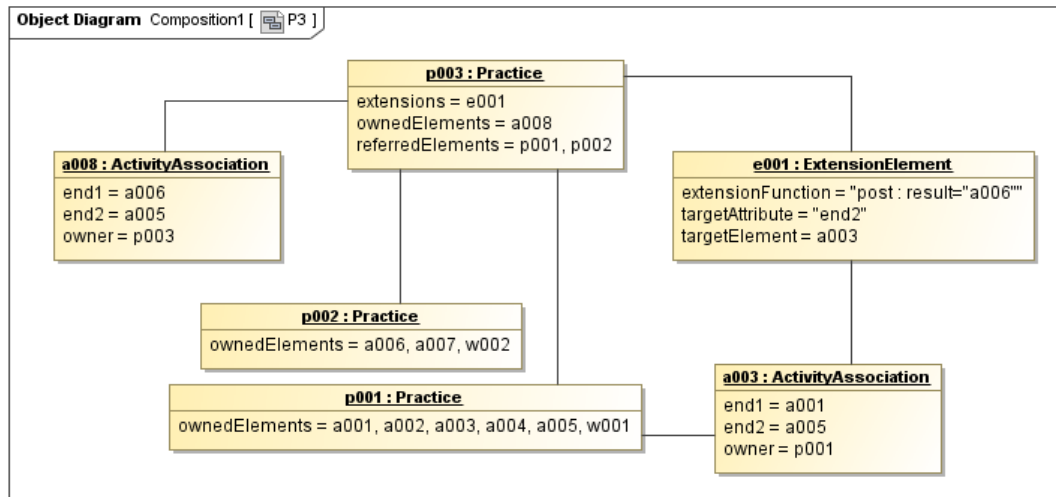 Object Diagram Composition1 [ P3 ]
p003 : Practice
extensions = e001
ownedElements = a008
referredElements = p001, p002
a008 : ActivityAssociation
end1 = a006
end2 = a005
owner = p003
e001 : ExtensionElement
extensionFunction = "post : result="a006""
targetAttribute = "end2"
targetElement = a003
p002 : Practice
ownedElements = a006, a007, w002
p001 : Practice
ownedElements = a001, a002, a003, a004, a005, w001
a003 : ActivityAssociation
end1 = a001
end2 = a005
owner = p001